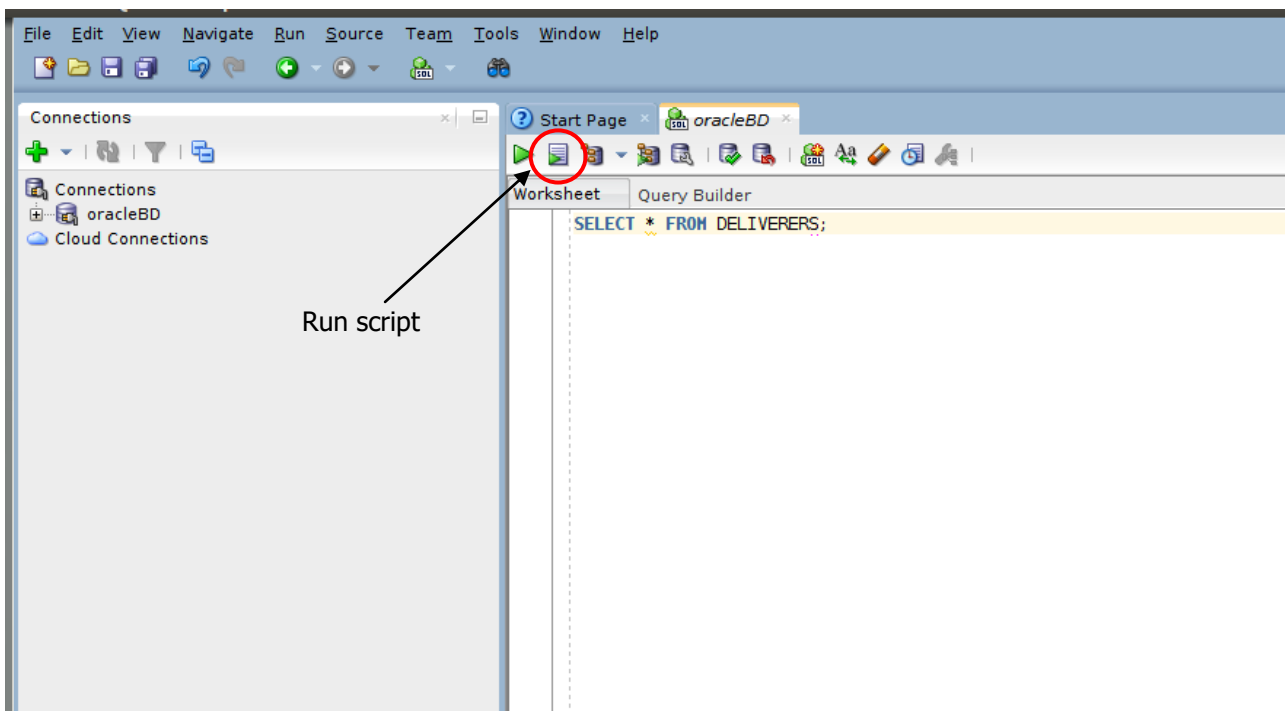 File Edit View Navigate Run Source Team Tools Window Help
Connections
Start Page oracleBD
Connections
oracleBD
Cloud Connections
Worksheet Query Builder
SELECT * FROM DELIVERERS;
Run script